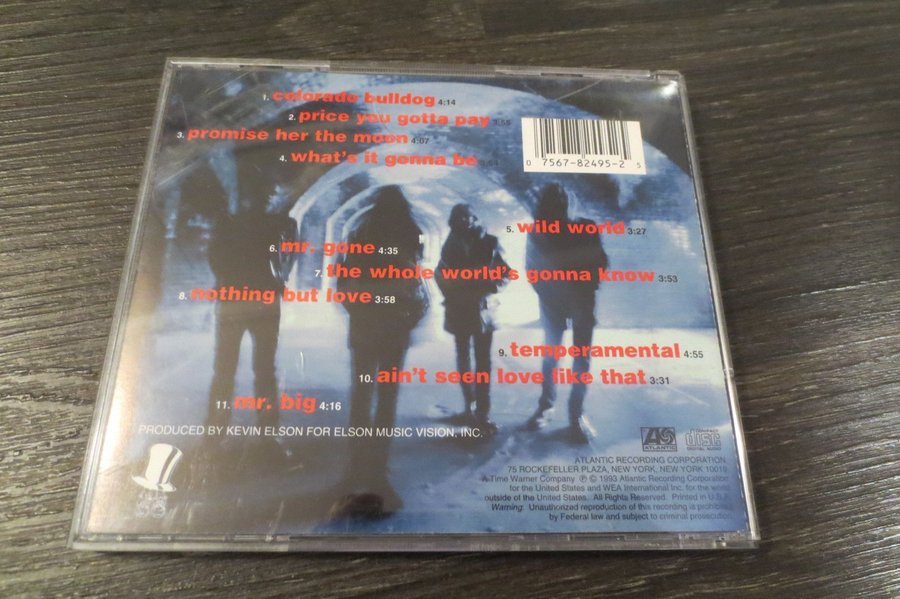 1. colorado bulldog 4:14
2. price you gotta pay 3:55
3. promise her the moon 4:07
4. what's it gonna be
0 7567-82495-2 5
5. wild world 3:27
6. mr. gone 4:35
7. the whole world's gonna know 3:53
8. nothing but love 3:58
9. temperamental 4:55
10. ain't seen love like that 3:31
11. mr. big 4:16
PRODUCED BY KEVIN ELSON FOR ELSON MUSIC VISION, INC.
ATLANTIC
COMPACT
disc
DIGITAL AUDIO
ATLANTIC RECORDING CORPORATION,
75 ROCKEFELLER PLAZA, NEW YORK, NEW YORK 10019
A Time Warner Company. ℗ © 1993 Atlantic Recording Corporation
for the United States and WEA International Inc. for the world
outside of the United States. All Rights Reserved. Printed in U.S.A.
Warning: Unauthorized reproduction of this recording is prohibited
by Federal law and subject to criminal prosecution.